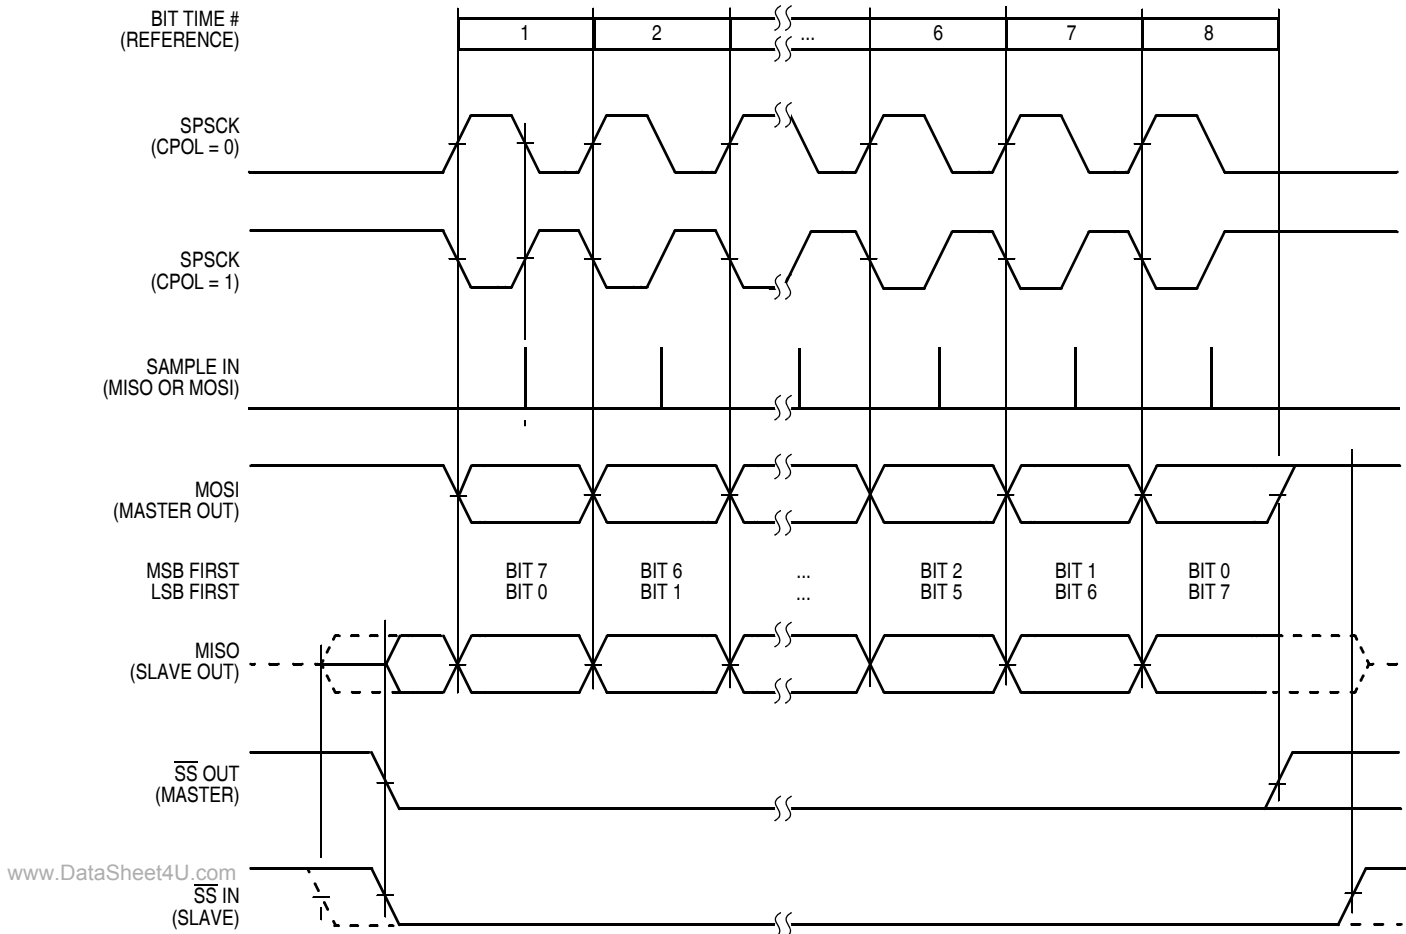 BIT TIME #
(REFERENCE)
1 2 ... 6 7 8
SPSCK
(CPOL = 0)
SPSCK
(CPOL = 1)
SAMPLE IN
(MISO OR MOSI)
MOSI
(MASTER OUT)
MSB FIRST BIT 7 BIT 6 ... BIT 2 BIT 1 BIT 0
LSB FIRST BIT 0 BIT 1 ... BIT 5 BIT 6 BIT 7
MISO
(SLAVE OUT)
S̅S̅ OUT
(MASTER)
www.DataSheet4U.com
S̅S̅ IN
(SLAVE)